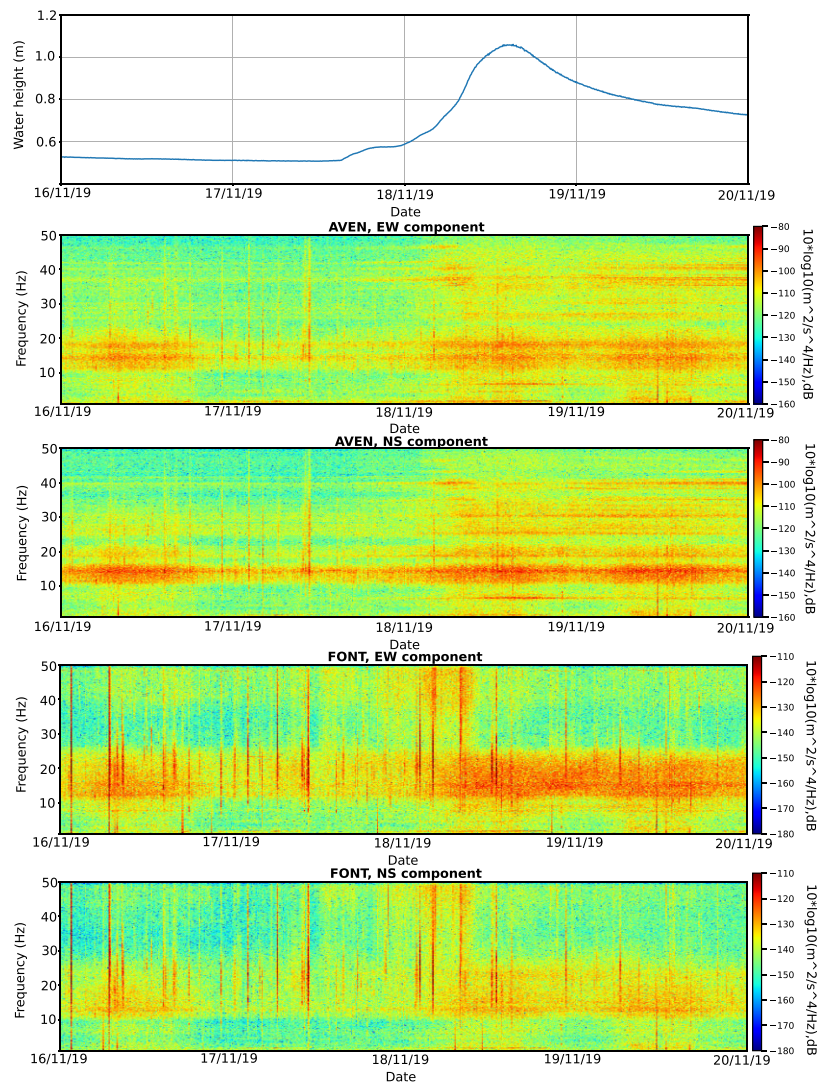 1.2
1.0
0.8
0.6
Water height (m)
16/11/19 17/11/19 18/11/19 19/11/19 20/11/19
Date
AVEN, EW component
50
40
30
20
10
Frequency (Hz)
16/11/19 17/11/19 18/11/19 19/11/19 20/11/19
Date
−80
−90
−100
−110
−120
−130
−140
−150
−160
10*log10(m^2/s^4/Hz),dB
AVEN, NS component
50
40
30
20
10
Frequency (Hz)
16/11/19 17/11/19 18/11/19 19/11/19 20/11/19
Date
−80
−90
−100
−110
−120
−130
−140
−150
−160
10*log10(m^2/s^4/Hz),dB
FONT, EW component
50
40
30
20
10
Frequency (Hz)
16/11/19 17/11/19 18/11/19 19/11/19 20/11/19
Date
−110
−120
−130
−140
−150
−160
−170
−180
10*log10(m^2/s^4/Hz),dB
FONT, NS component
50
40
30
20
10
Frequency (Hz)
16/11/19 17/11/19 18/11/19 19/11/19 20/11/19
Date
−110
−120
−130
−140
−150
−160
−170
−180
10*log10(m^2/s^4/Hz),dB